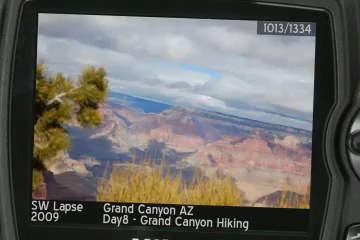 1013/1334
SW Lapse
2009
Grand Canyon AZ
Day8 - Grand Canyon Hiking